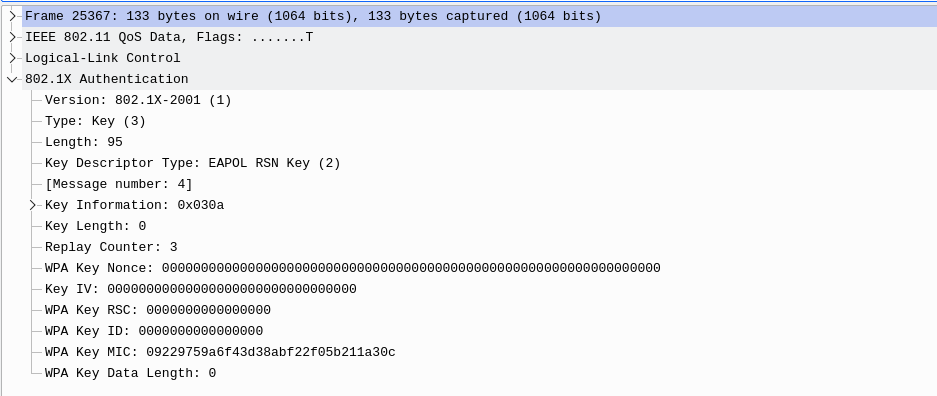 Frame 25367: 133 bytes on wire (1064 bits), 133 bytes captured (1064 bits)
IEEE 802.11 QoS Data, Flags: .......T
Logical-Link Control
802.1X Authentication
Version: 802.1X-2001 (1)
Type: Key (3)
Length: 95
Key Descriptor Type: EAPOL RSN Key (2)
[Message number: 4]
Key Information: 0x030a
Key Length: 0
Replay Counter: 3
WPA Key Nonce: 0000000000000000000000000000000000000000000000000000000000000000
Key IV: 00000000000000000000000000000000
WPA Key RSC: 0000000000000000
WPA Key ID: 0000000000000000
WPA Key MIC: 09229759a6f43d38abf22f05b211a30c
WPA Key Data Length: 0